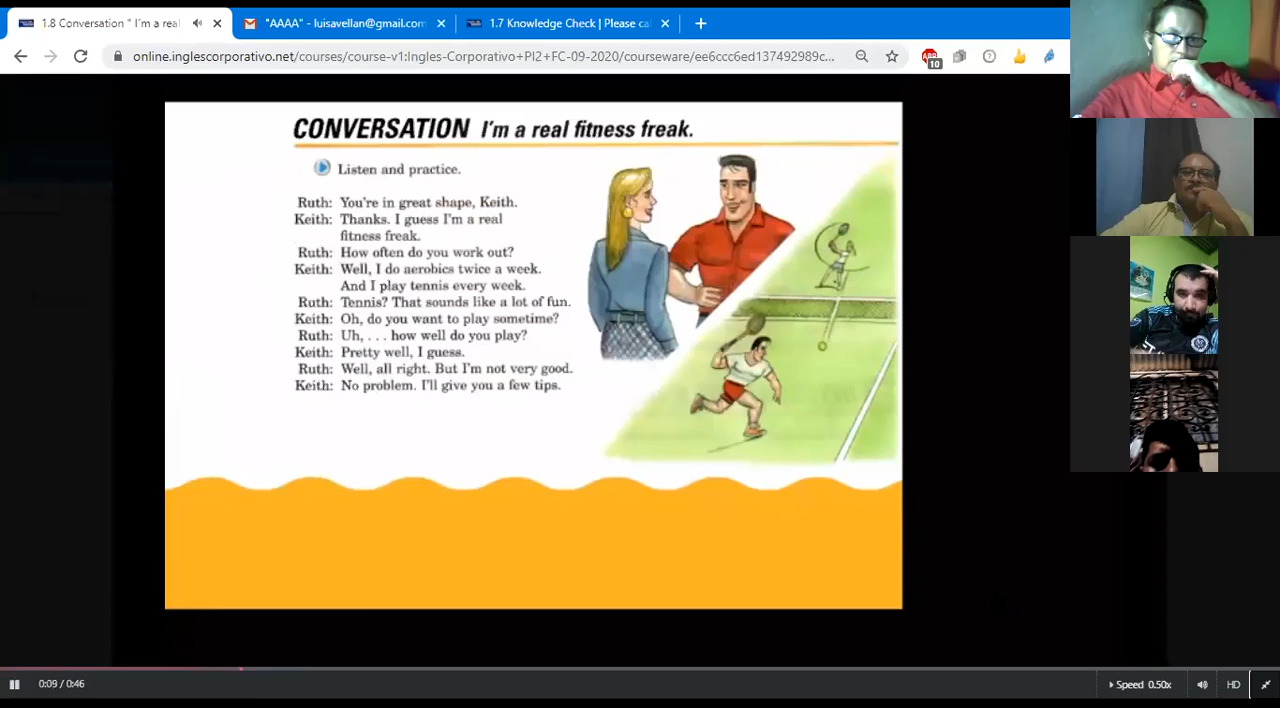 1.8 Conversation " I´m a real
"AAAA" - luisavellan@gmail.com
1.7 Knowledge Check | Please ca
online.inglescorporativo.net/courses/course-v1:Ingles-Corporativo+PI2+FC-09-2020/courseware/ee6ccc6ed137492989c...
10
CONVERSATION I'm a real fitness freak.
Listen and practice.
Ruth: You're in great shape, Keith.
Keith: Thanks. I guess I'm a real
fitness freak.
Ruth: How often do you work out?
Keith: Well, I do aerobics twice a week.
And I play tennis every week.
Ruth: Tennis? That sounds like a lot of fun.
Keith: Oh, do you want to play sometime?
Ruth: Uh, . . . how well do you play?
Keith: Pretty well, I guess.
Ruth: Well, all right. But I'm not very good.
Keith: No problem. I'll give you a few tips.
0:09 / 0:46
Speed 0.50x
HD